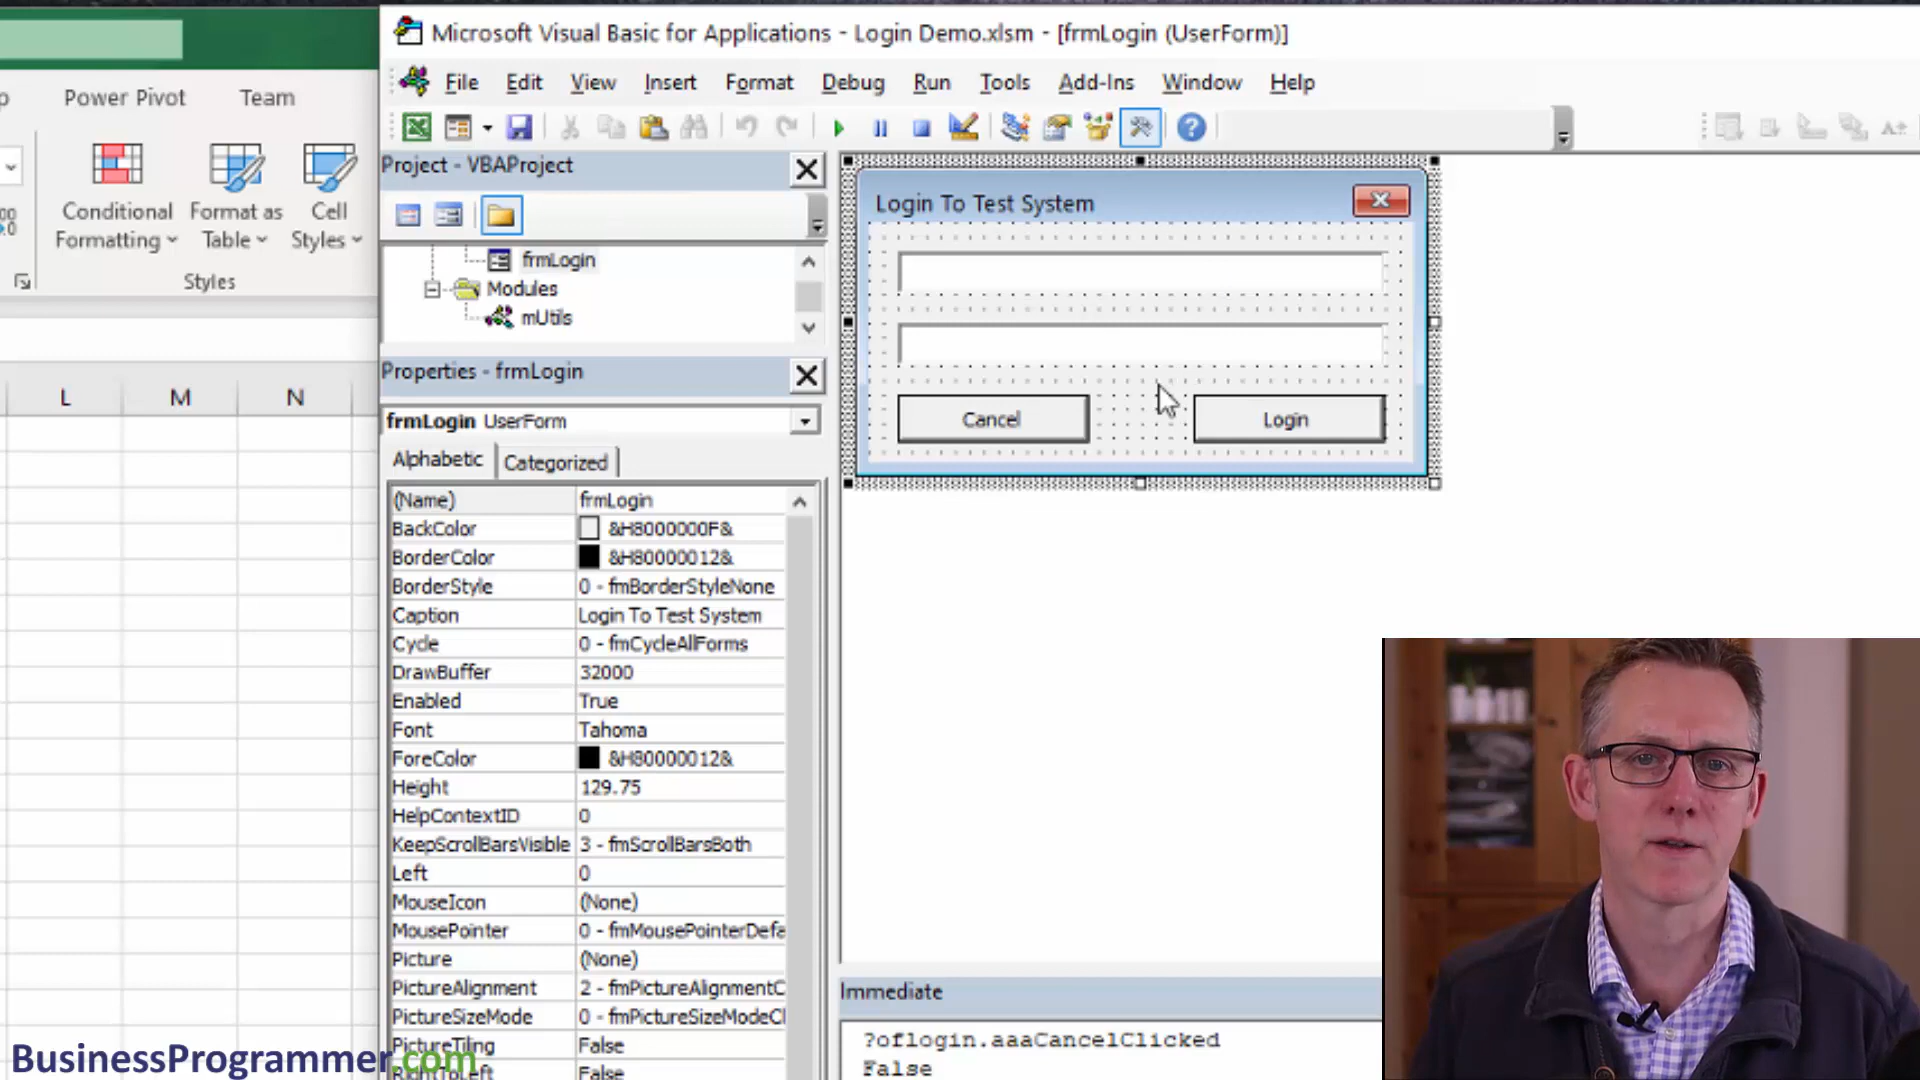 Microsoft Visual Basic for Applications - Login Demo.xlsm - [frmLogin (UserForm)]
File Edit View Insert Format Debug Run Tools Add-Ins Window Help
Power Pivot Team
Conditional Formatting
Format as Table
Cell Styles
Styles
L M N
Project - VBAProject
frmLogin
Modules
mUtils
Properties - frmLogin
frmLogin UserForm
Alphabetic Categorized
(Name) frmLogin
BackColor &H8000000F&
BorderColor &H80000012&
BorderStyle 0 - fmBorderStyleNone
Caption Login To Test System
Cycle 0 - fmCycleAllForms
DrawBuffer 32000
Enabled True
Font Tahoma
ForeColor &H80000012&
Height 129.75
HelpContextID 0
KeepScrollBarsVisible 3 - fmScrollBarsBoth
Left 0
MouseIcon (None)
MousePointer 0 - fmMousePointerDefa
Picture (None)
PictureAlignment 2 - fmPictureAlignmentC
PictureSizeMode 0 - fmPictureSizeModeCl
PictureTiling False
RightToLeft False
Login To Test System
Cancel Login
Immediate
?oflogin.aaaCancelClicked
False
BusinessProgrammer.com